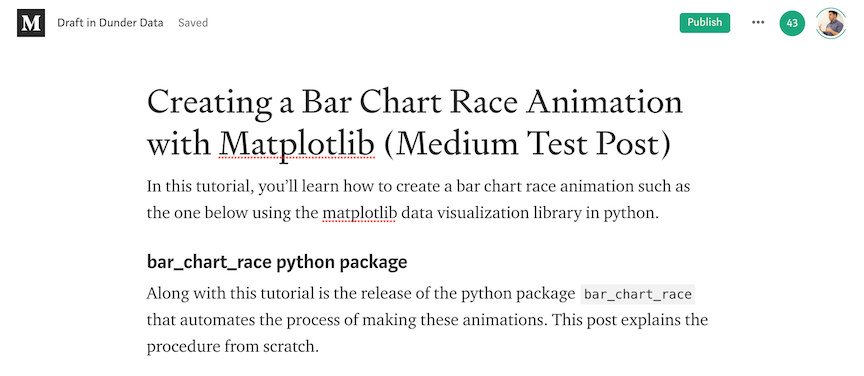 M Draft in Dunder Data Saved Publish ... 43
Creating a Bar Chart Race Animation
with Matplotlib (Medium Test Post)
In this tutorial, you’ll learn how to create a bar chart race animation such as
the one below using the matplotlib data visualization library in python.
bar_chart_race python package
Along with this tutorial is the release of the python package bar_chart_race
that automates the process of making these animations. This post explains the
procedure from scratch.